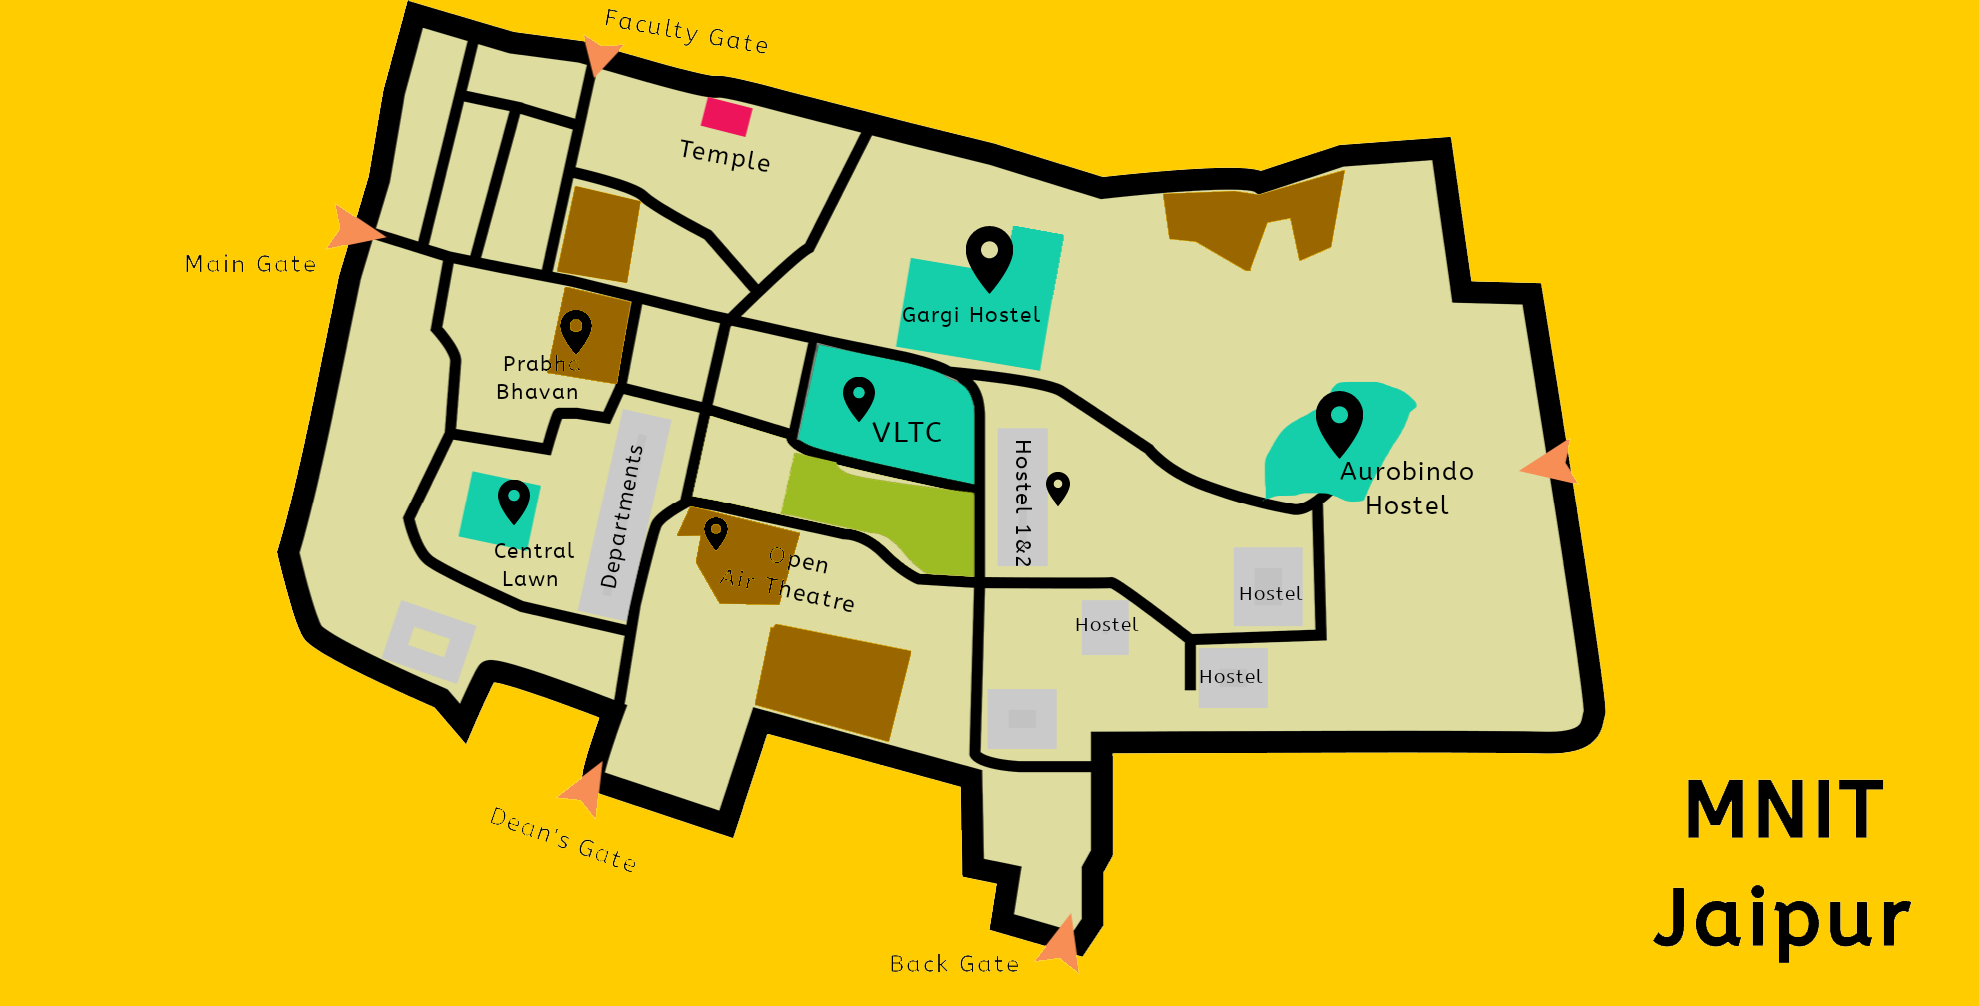 Faculty Gate
Temple
Main Gate
Gargi Hostel
Prabha
Bhavan
VLTC
Aurobindo
Hostel
Departments
Hostel 1&2
Central
Lawn
Open
Air Theatre
Hostel
Hostel
Hostel
Dean's Gate
Back Gate
MNIT
Jaipur